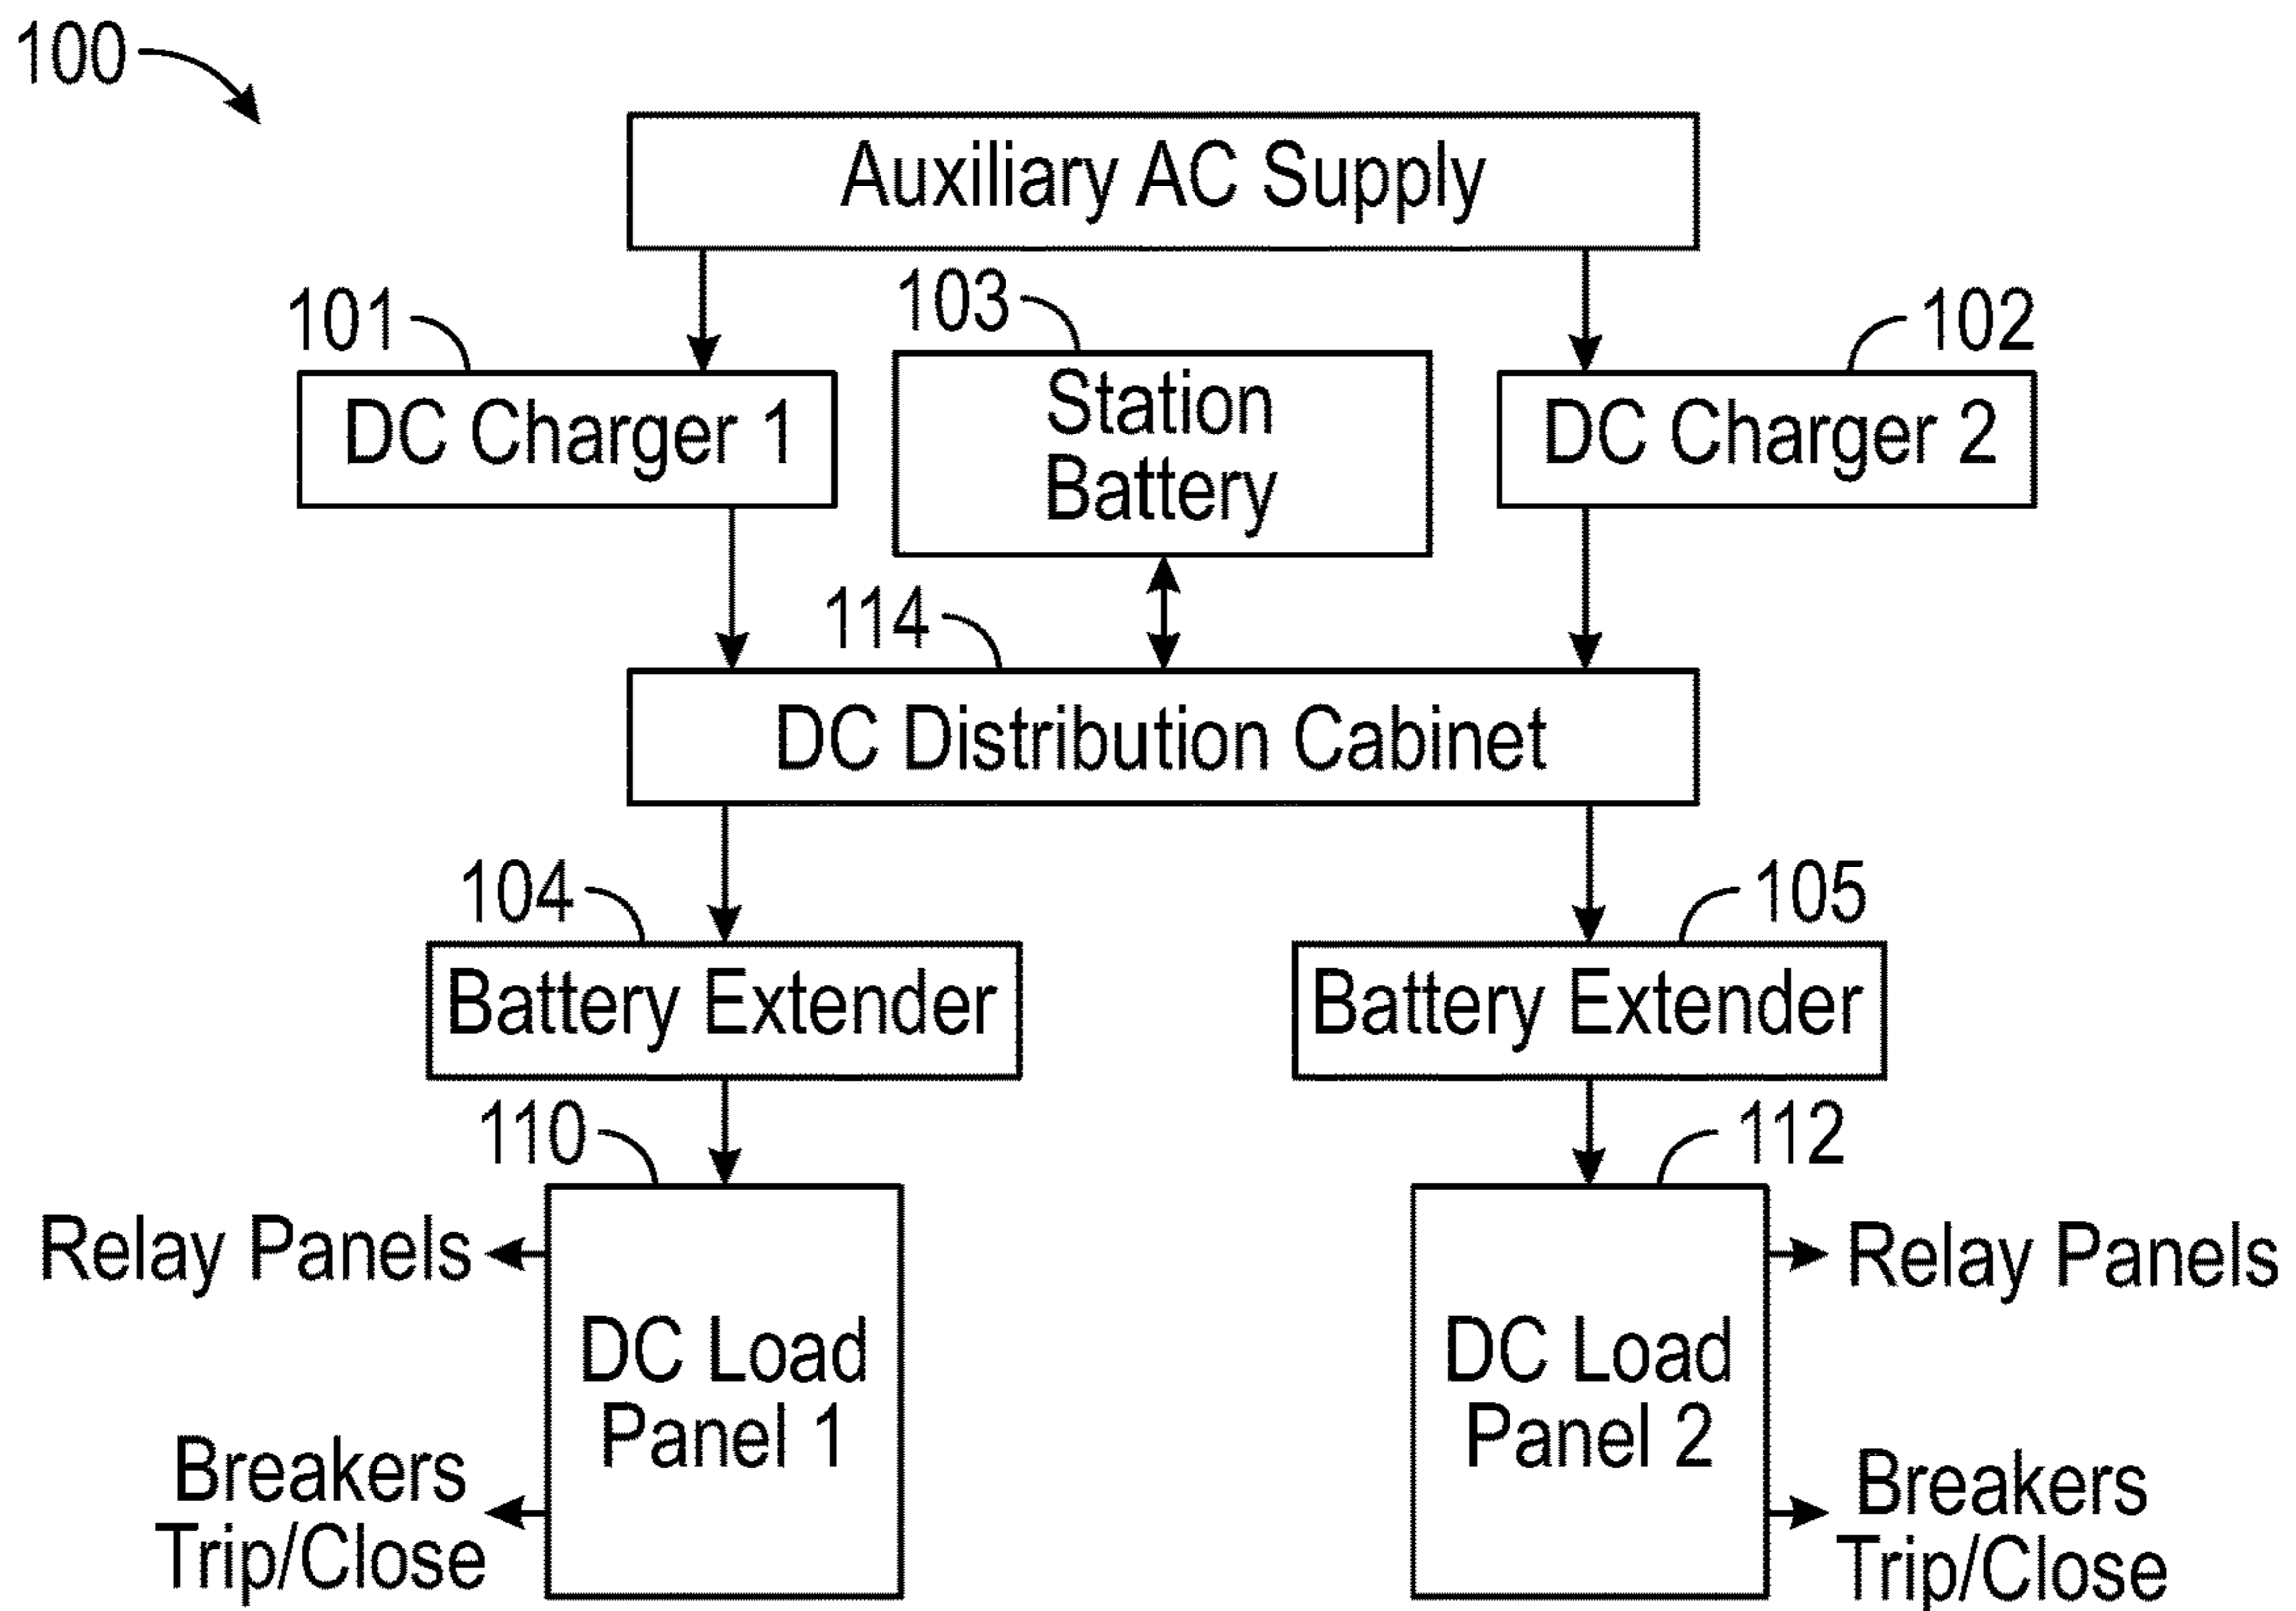 100
Auxiliary AC Supply
101
103
102
DC Charger 1
Station
Battery
DC Charger 2
114
DC Distribution Cabinet
104
105
Battery Extender
Battery Extender
110
112
Relay Panels
Relay Panels
DC Load
Panel 1
DC Load
Panel 2
Breakers
Trip/Close
Breakers
Trip/Close